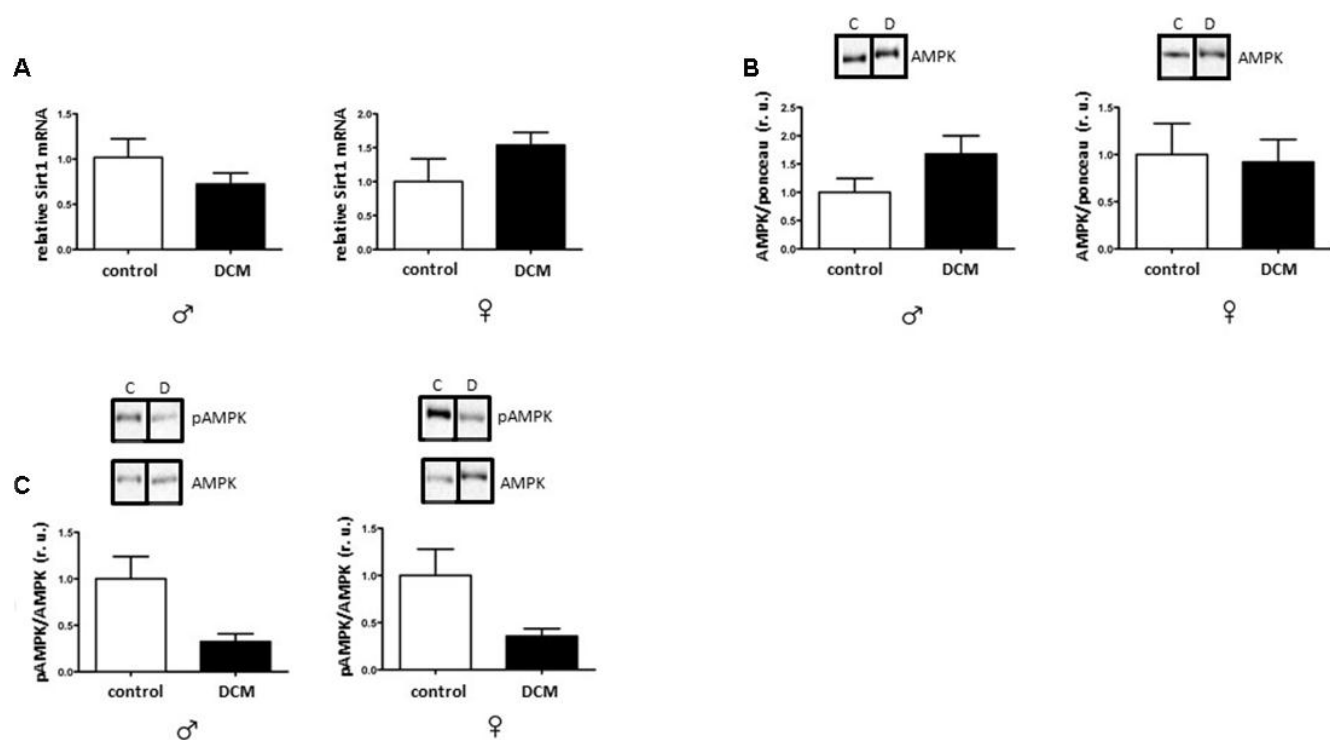 A
relative Sirt1 mRNA
1.5
1.0
0.5
0.0
control DCM
♂
relative Sirt1 mRNA
2.0
1.5
1.0
0.5
0.0
control DCM
♀
B
C D
AMPK
AMPK/ponceau (r. u.)
2.5
2.0
1.5
1.0
0.5
0.0
control DCM
♂
C D
AMPK
AMPK/ponceau (r. u.)
1.5
1.0
0.5
0.0
control DCM
♀
C
C D
pAMPK
AMPK
pAMPK/AMPK (r. u.)
1.5
1.0
0.5
0.0
control DCM
♂
C D
pAMPK
AMPK
pAMPK/AMPK (r. u.)
1.5
1.0
0.5
0.0
control DCM
♀